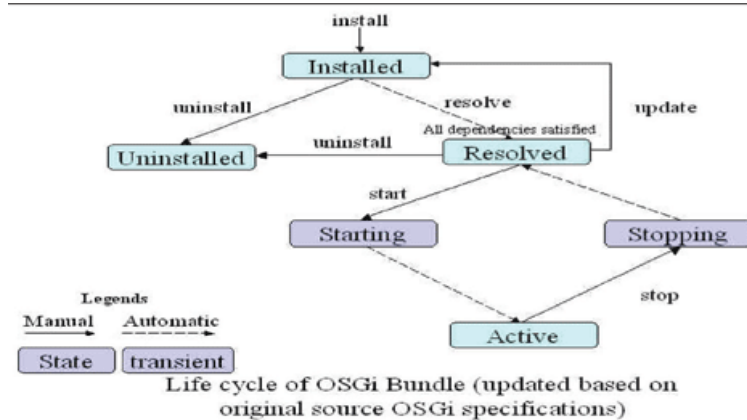 install
Installed
uninstall
resolve
update
All dependencies satisfied
Uninstalled
uninstall
Resolved
start
Starting
Stopping
stop
Active
Legends
Manual Automatic
State transient
Life cycle of OSGi Bundle (updated based on
original source OSGi specifications)